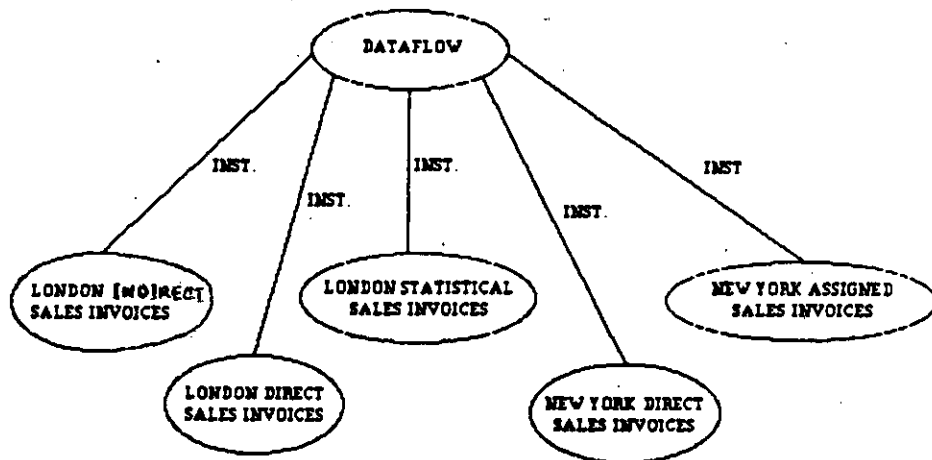 DATAFLOW
INST.
INST.
INST.
INST.
INST
LONDON [NO]RECT
SALES INVOICES
LONDON STATISTICAL
SALES INVOICES
NEW YORK ASSIGNED
SALES INVOICES
LONDON DIRECT
SALES INVOICES
NEW YORK DIRECT
SALES INVOICES